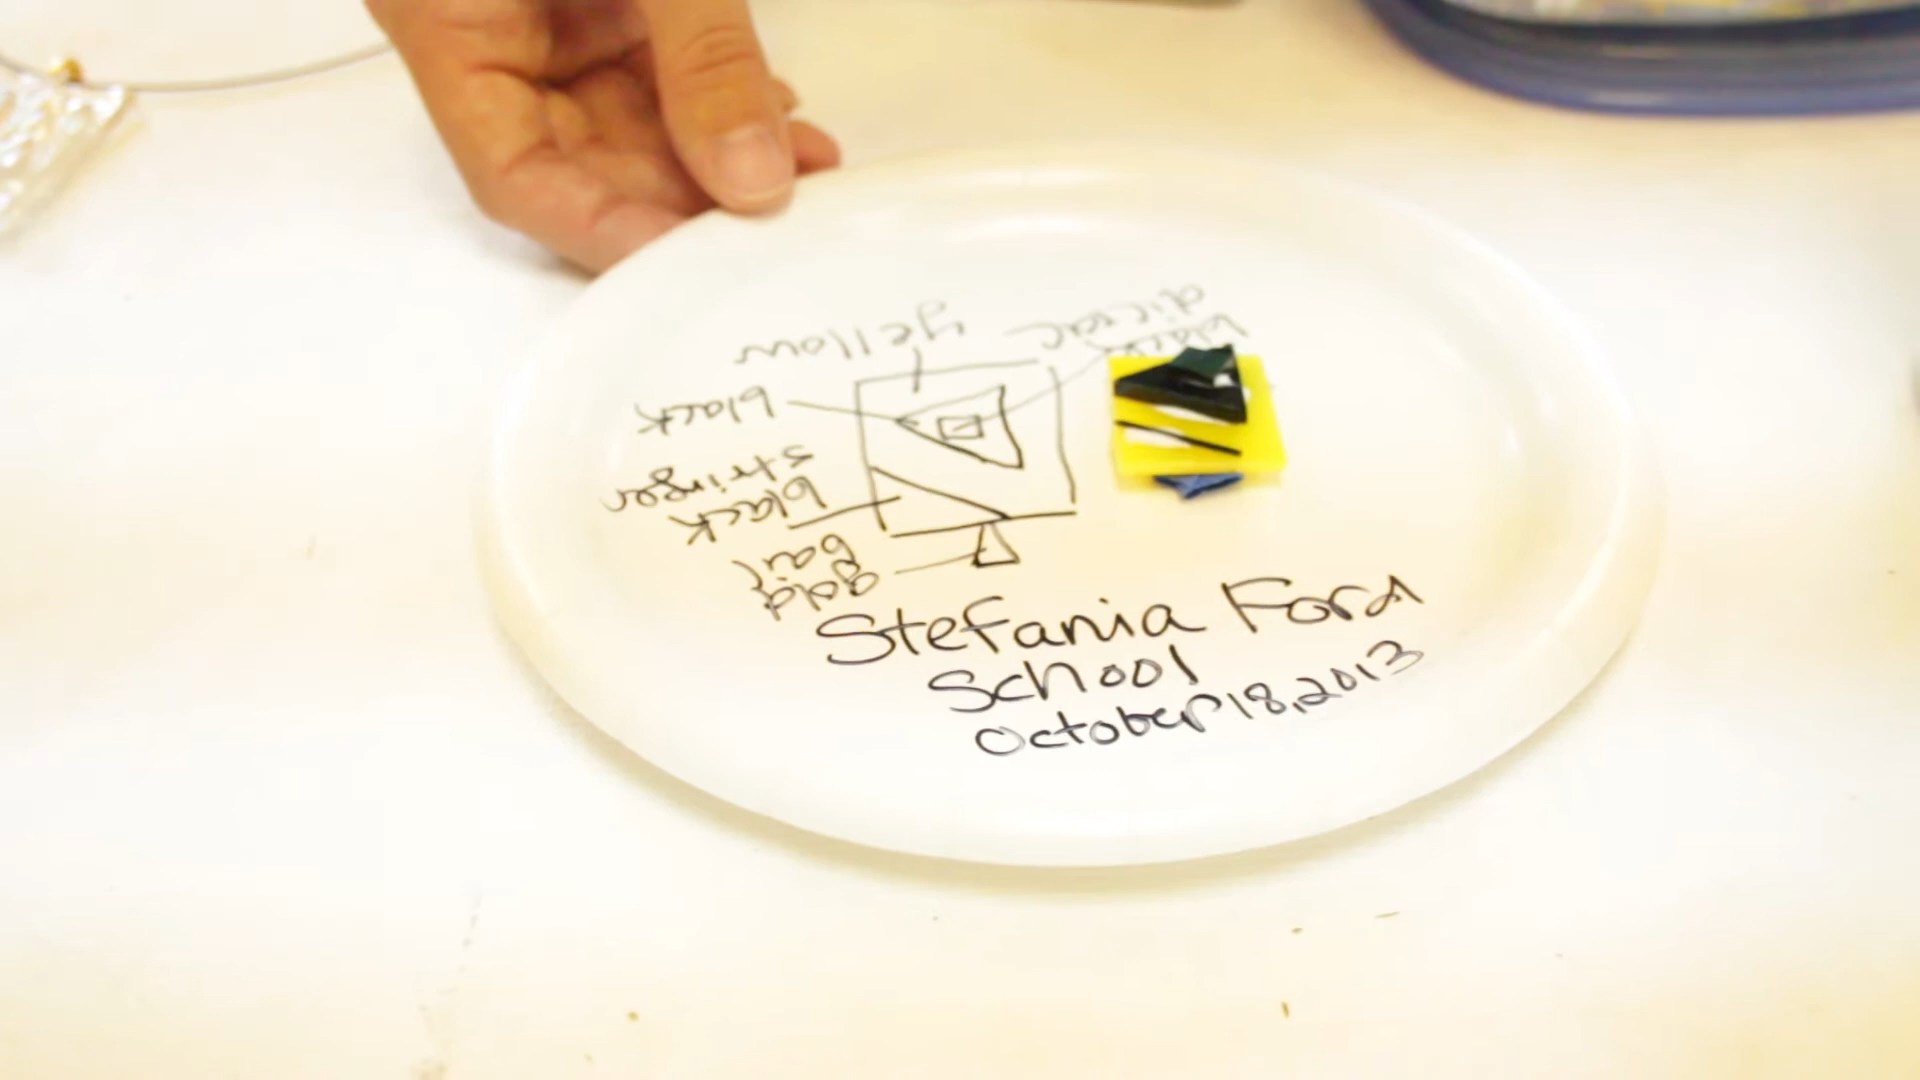 Stefania Ford
School
October 18, 2013
gold
bail
black
stringer
black
yellow
black
dicroic